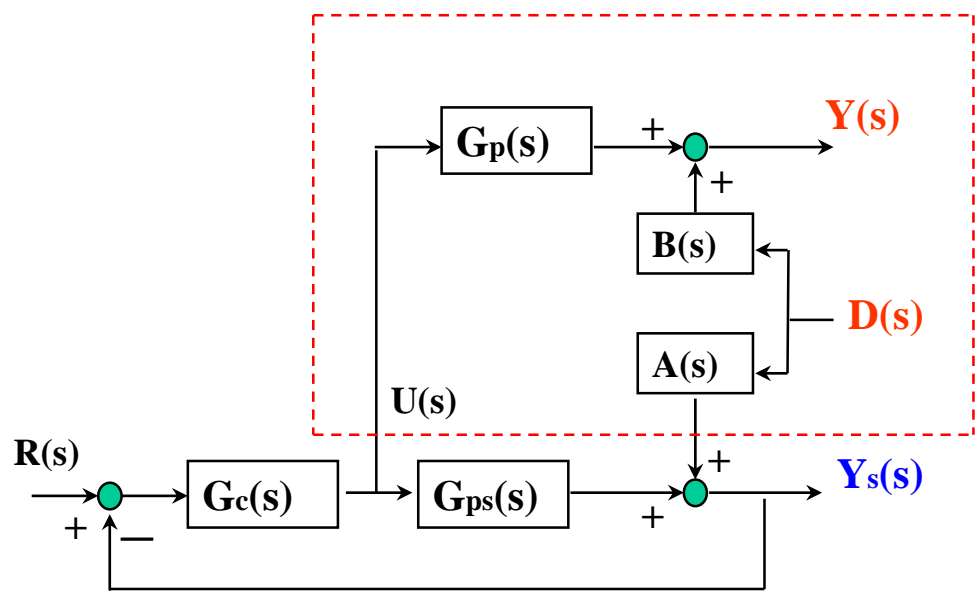 Y(s)
Gp(s)
+
+
B(s)
D(s)
A(s)
U(s)
R(s)
+
Ys(s)
Gc(s)
Gps(s)
+
+
−